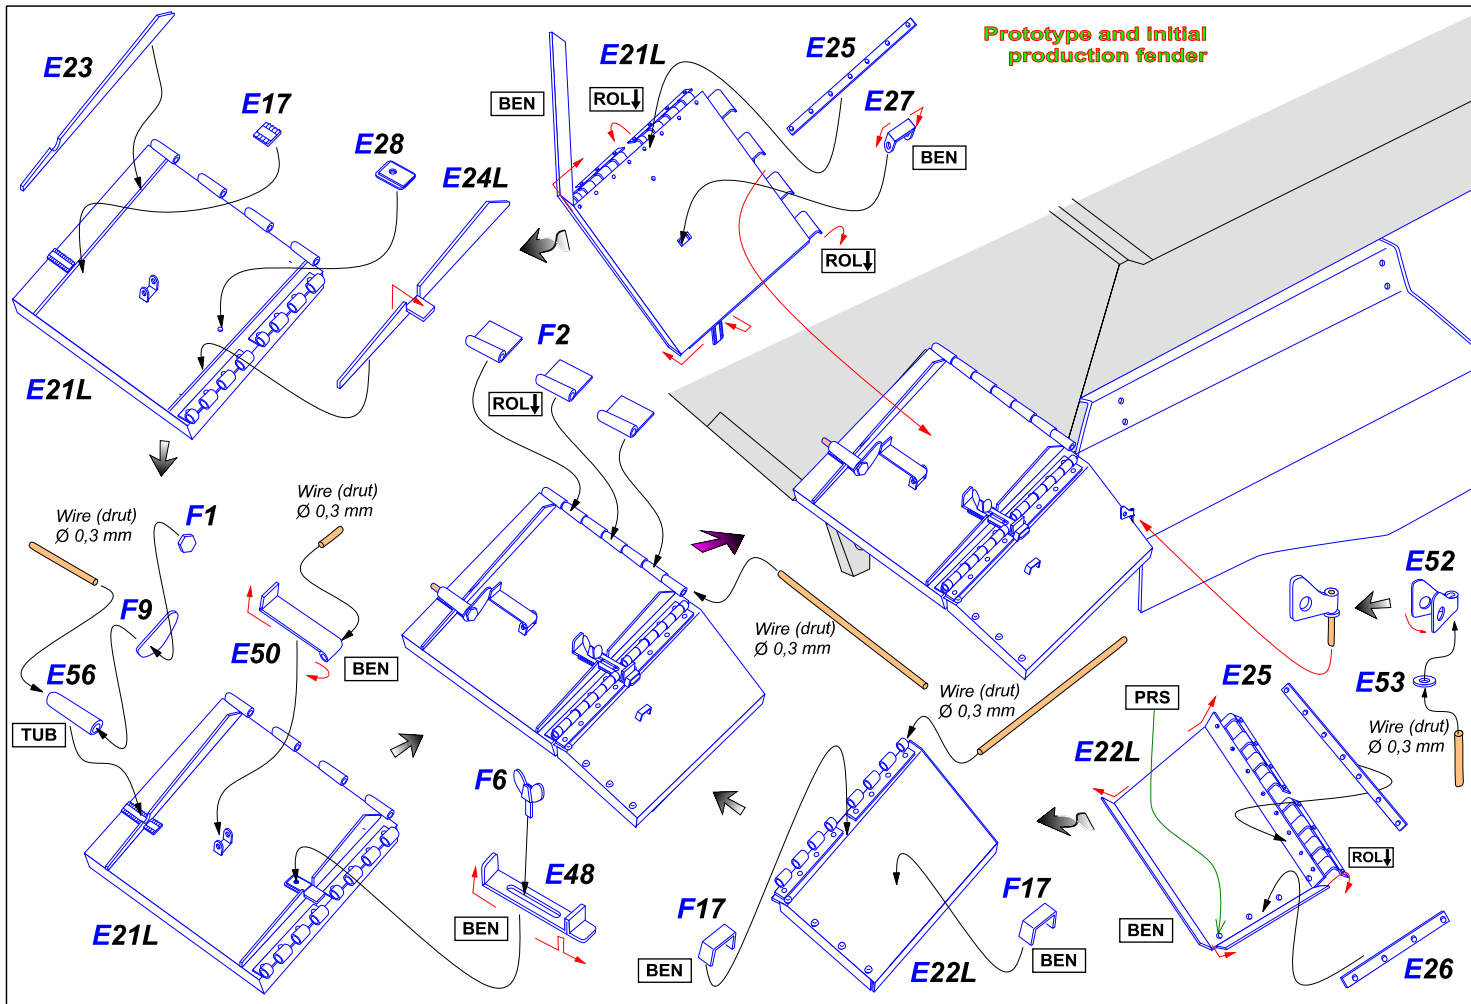 Prototype and initial
production fender
E23
E17
E28
E24L
E21L
BEN
ROL
E21L
E25
E27
BEN
ROL
F2
ROL
Wire (drut)
Ø 0,3 mm
F1
Wire (drut)
Ø 0,3 mm
F9
E50
BEN
E56
TUB
E21L
F6
E48
BEN
Wire (drut)
Ø 0,3 mm
Wire (drut)
Ø 0,3 mm
F17
BEN
F17
BEN
E22L
E52
E53
Wire (drut)
Ø 0,3 mm
PRS
E25
E22L
ROL
BEN
E26